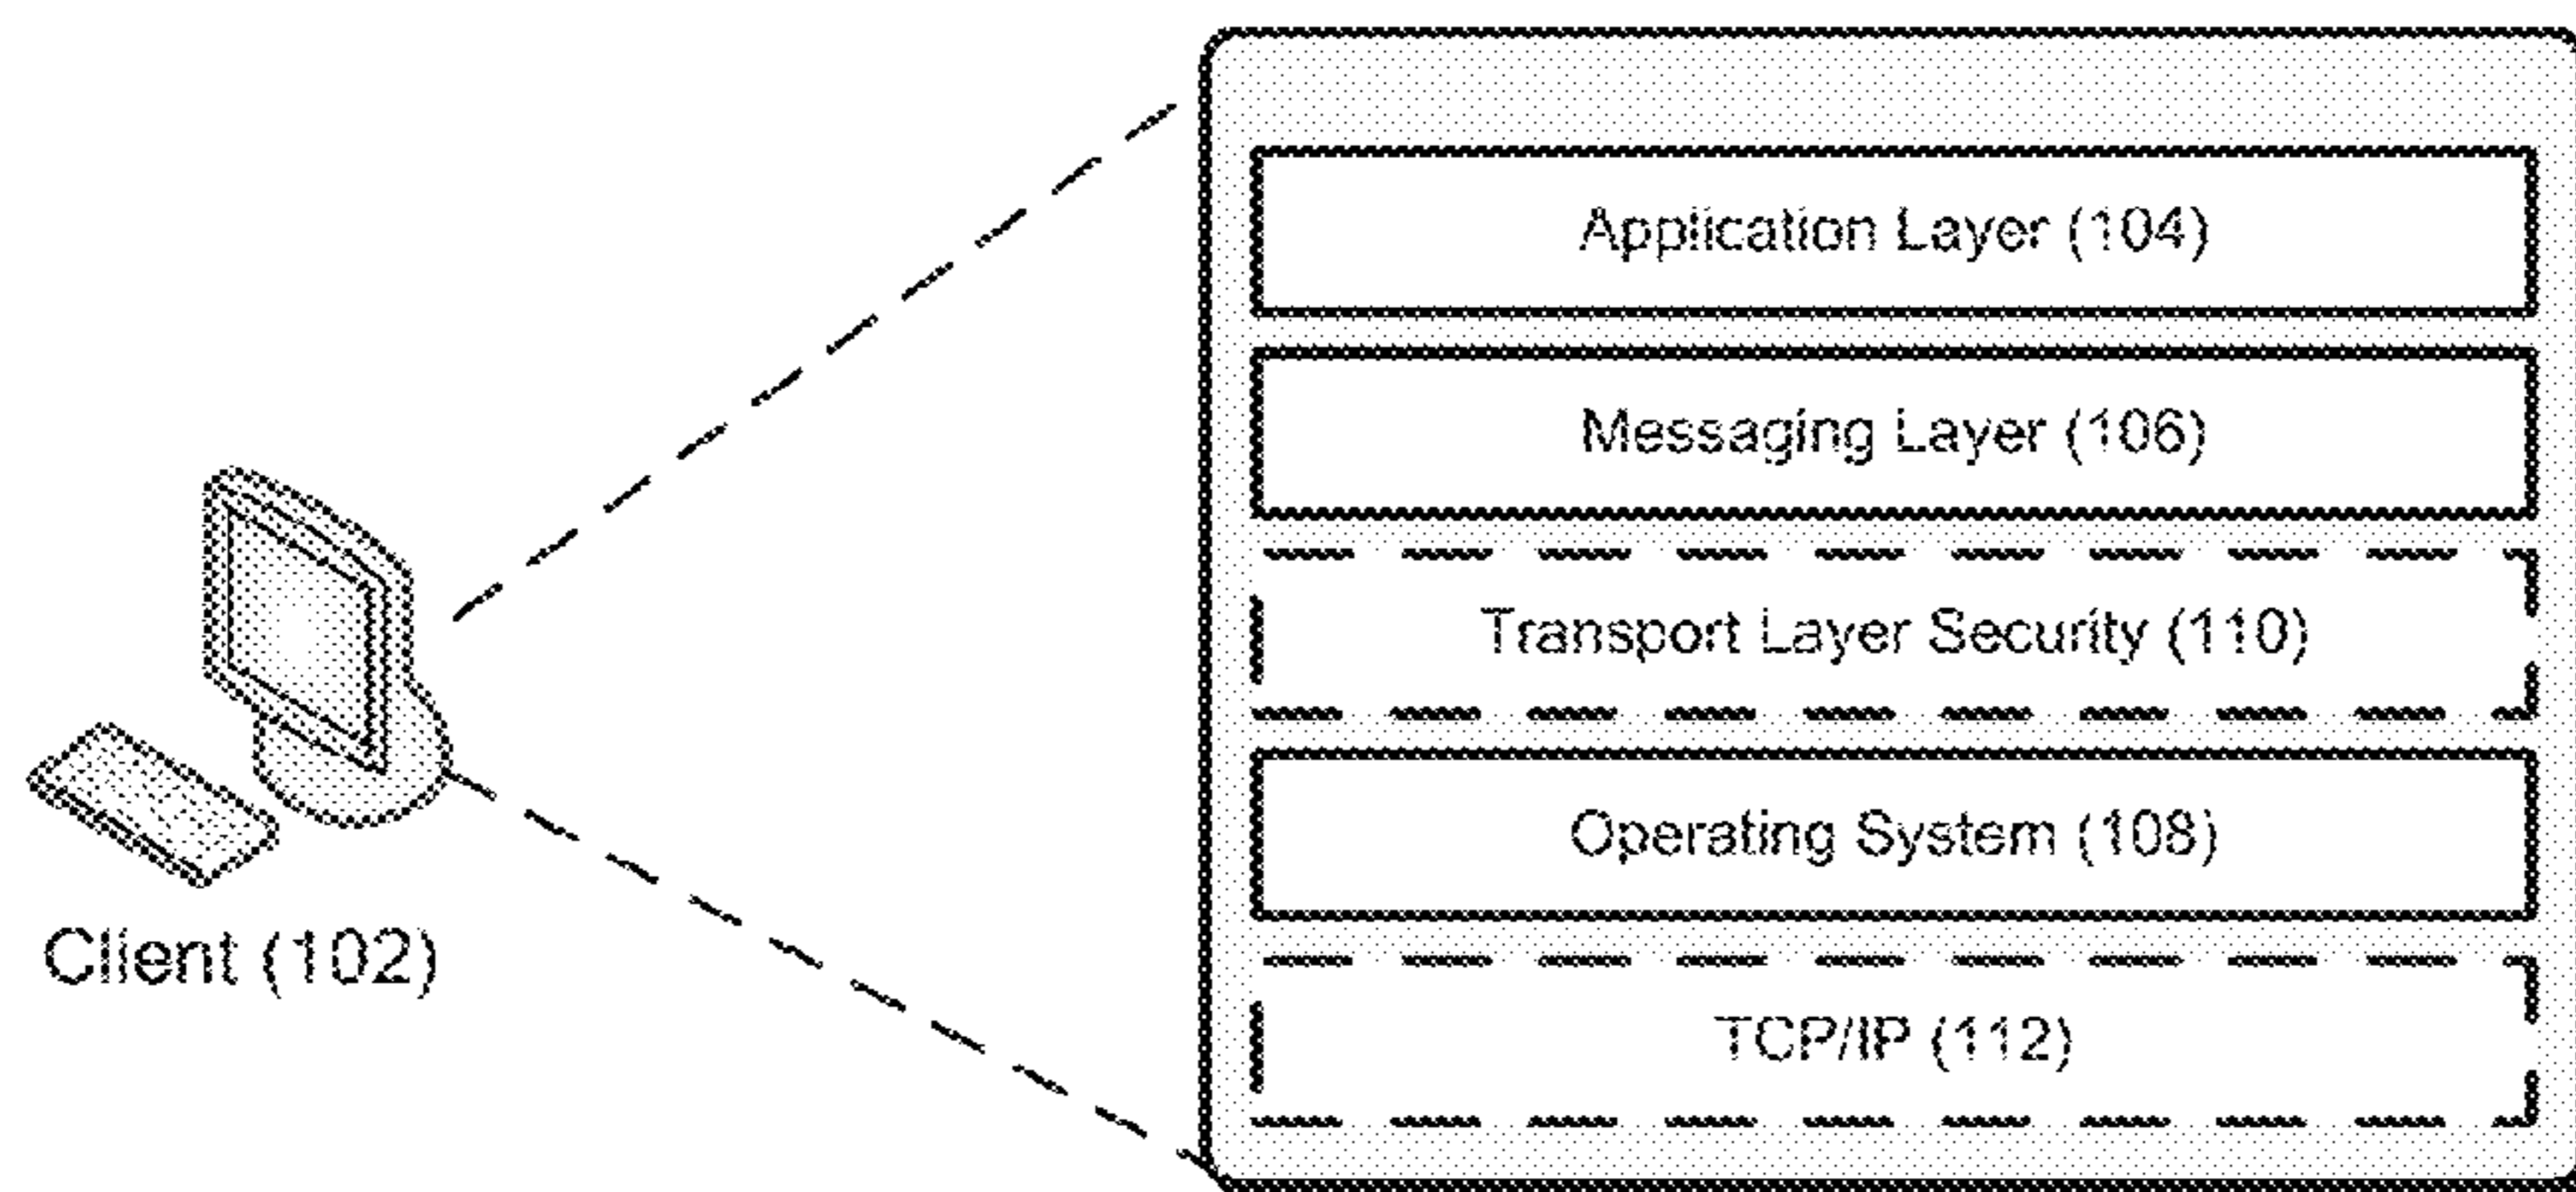 Application Layer (104)
Messaging Layer (106)
Transport Layer Security (110)
Operating System (108)
Client (102)
TCP/IP (112)